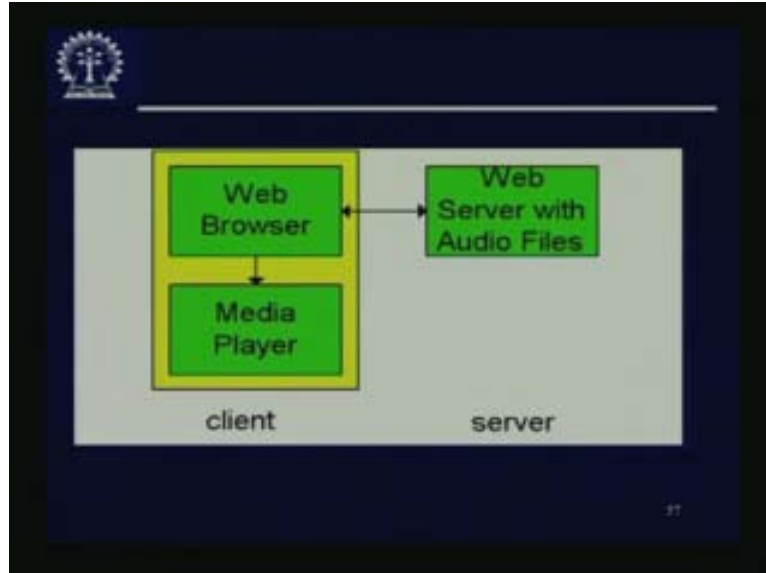 Web
Browser
Web
Server with
Audio Files
Media
Player
client
server